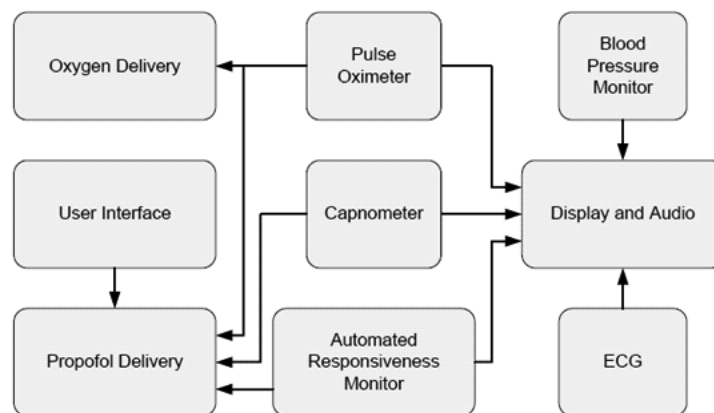 Oxygen Delivery
Pulse
Oximeter
Blood
Pressure
Monitor
User Interface
Capnometer
Display and Audio
Propofol Delivery
Automated
Responsiveness
Monitor
ECG